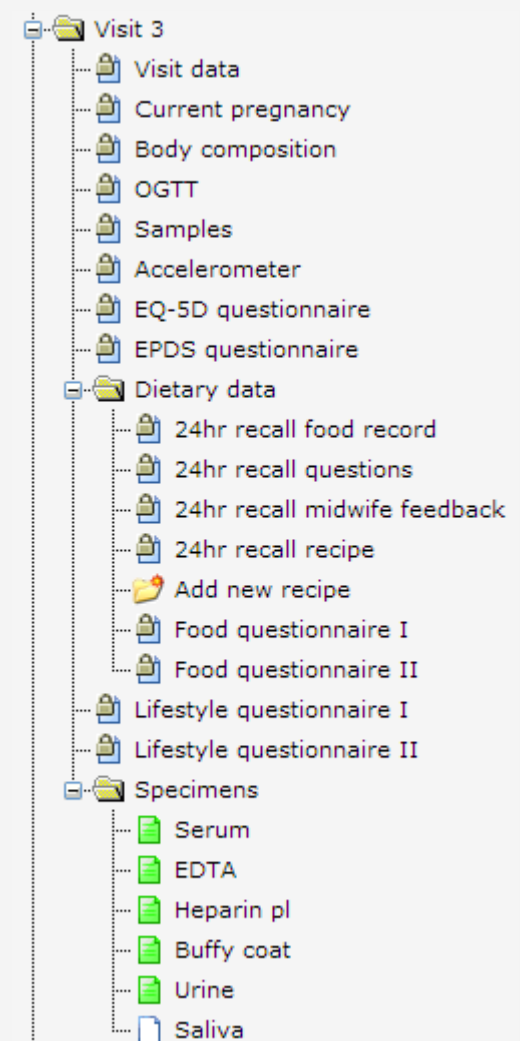 Visit 3
Visit data
Current pregnancy
Body composition
OGTT
Samples
Accelerometer
EQ-5D questionnaire
EPDS questionnaire
Dietary data
24hr recall food record
24hr recall questions
24hr recall midwife feedback
24hr recall recipe
Add new recipe
Food questionnaire I
Food questionnaire II
Lifestyle questionnaire I
Lifestyle questionnaire II
Specimens
Serum
EDTA
Heparin pl
Buffy coat
Urine
Saliva